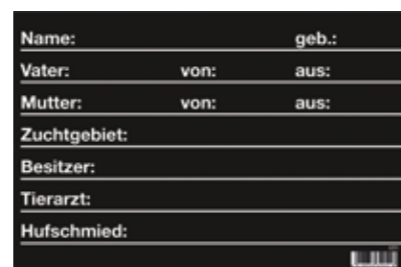 Name: geb.:
Vater: von: aus:
Mutter: von: aus:
Zuchtgebiet:
Besitzer:
Tierarzt:
Hufschmied: